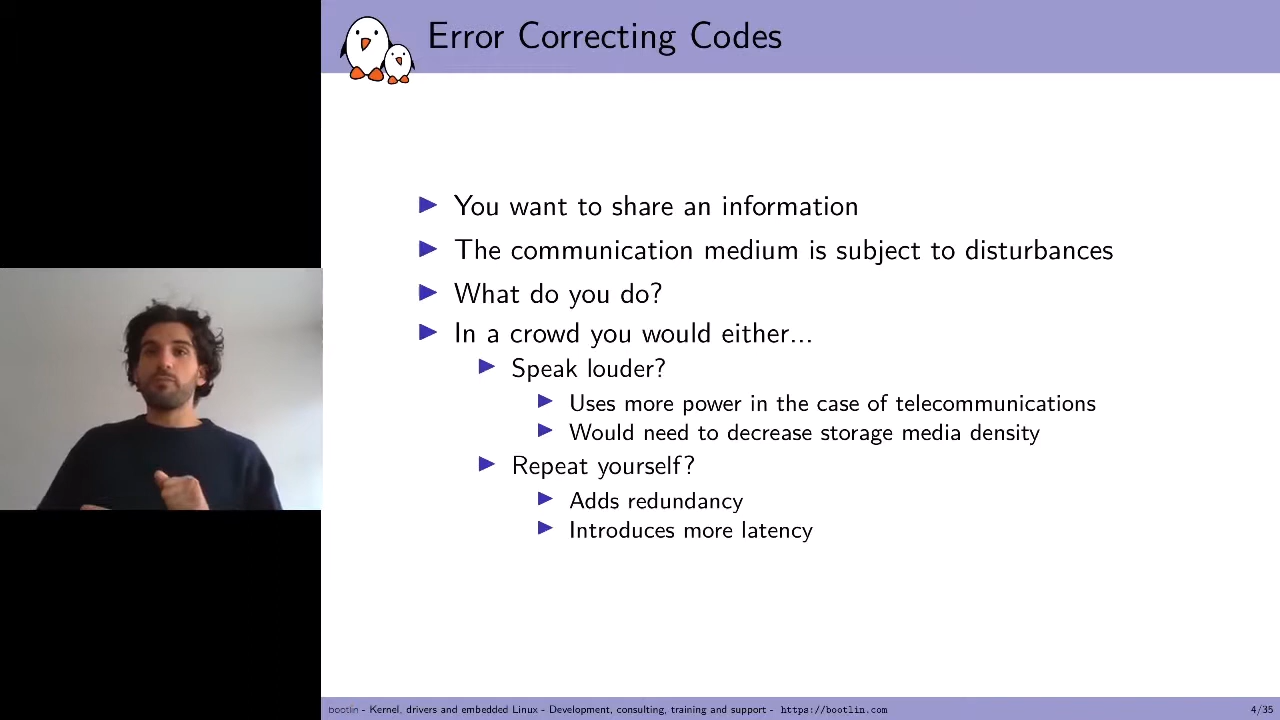 Error Correcting Codes
You want to share an information
The communication medium is subject to disturbances
What do you do?
In a crowd you would either...
Speak louder?
Uses more power in the case of telecommunications
Would need to decrease storage media density
Repeat yourself?
Adds redundancy
Introduces more latency
bootlin - Kernel, drivers and embedded Linux - Development, consulting, training and support - https://bootlin.com 4/35